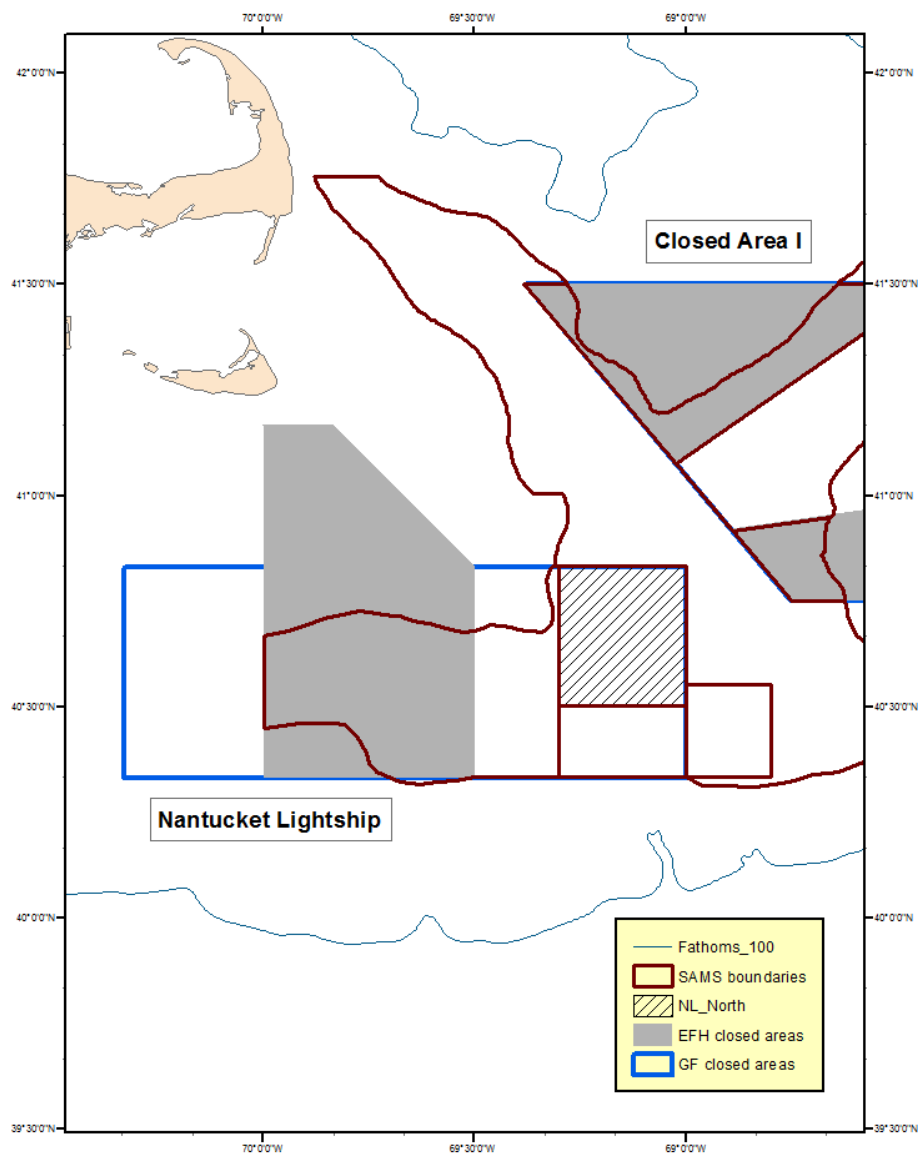 70°0'0"W 69°30'0"W 69°0'0"W
42°0'0"N 42°0'0"N
Closed Area I
41°30'0"N 41°30'0"N
41°0'0"N 41°0'0"N
40°30'0"N 40°30'0"N
Nantucket Lightship
40°0'0"N 40°0'0"N
Fathoms_100
SAMS boundaries
NL_North
EFH closed areas
GF closed areas
39°30'0"N 39°30'0"N
70°0'0"W 69°30'0"W 69°0'0"W